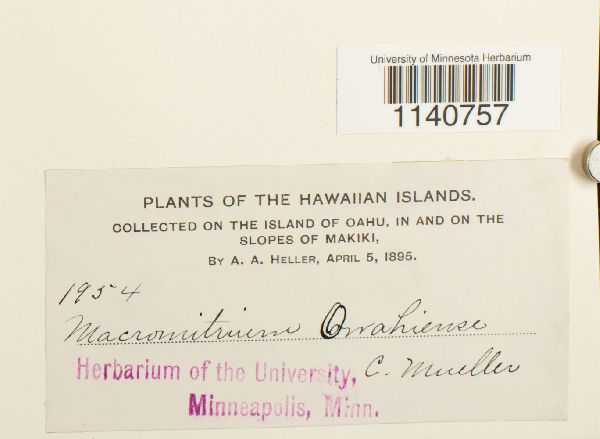 University of Minnesota Herbarium
1140757
PLANTS OF THE HAWAIIAN ISLANDS.
COLLECTED ON THE ISLAND OF OAHU, IN AND ON THE
SLOPES OF MAKIKI,
BY A. A. HELLER, APRIL 5, 1895.
1954
Macromitrium Owahiense
C. Mueller
Herbarium of the University,
Minneapolis, Minn.